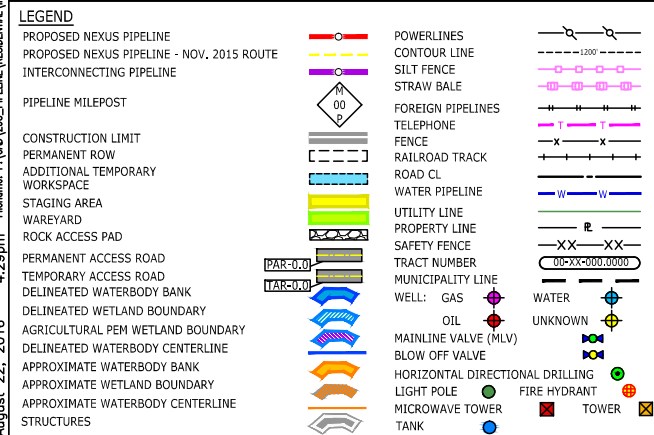 LEGEND
PROPOSED NEXUS PIPELINE
PROPOSED NEXUS PIPELINE - NOV. 2015 ROUTE
INTERCONNECTING PIPELINE
PIPELINE MILEPOST
M
00
P
CONSTRUCTION LIMIT
PERMANENT ROW
ADDITIONAL TEMPORARY
WORKSPACE
STAGING AREA
WAREYARD
ROCK ACCESS PAD
PERMANENT ACCESS ROAD
PAR-0.0
TEMPORARY ACCESS ROAD
TAR-0.0
DELINEATED WATERBODY BANK
DELINEATED WETLAND BOUNDARY
AGRICULTURAL PEM WETLAND BOUNDARY
DELINEATED WATERBODY CENTERLINE
APPROXIMATE WATERBODY BANK
APPROXIMATE WETLAND BOUNDARY
APPROXIMATE WATERBODY CENTERLINE
STRUCTURES
POWERLINES
CONTOUR LINE
1200'
SILT FENCE
STRAW BALE
FOREIGN PIPELINES
TELEPHONE
T T
FENCE
x x
RAILROAD TRACK
ROAD CL
WATER PIPELINE
W W
UTILITY LINE
PROPERTY LINE
PL
SAFETY FENCE
XX XX
TRACT NUMBER
00-XX-000.0000
MUNICIPALITY LINE
WELL: GAS WATER
OIL UNKNOWN
MAINLINE VALVE (MLV)
BLOW OFF VALVE
HORIZONTAL DIRECTIONAL DRILLING
LIGHT POLE FIRE HYDRANT
MICROWAVE TOWER TOWER
TANK
August 22, 2016 4:29pm